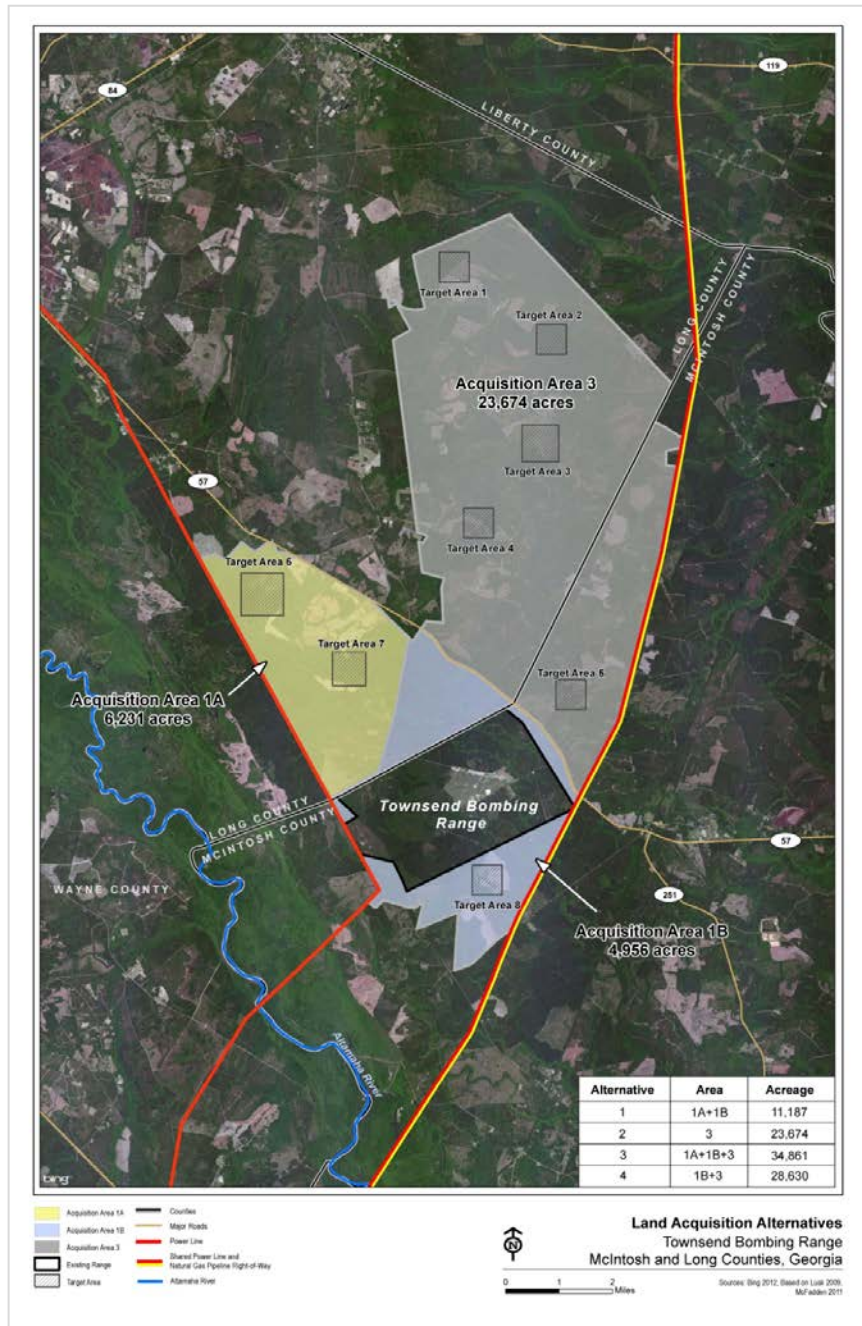 84
119
LIBERTY COUNTY
LONG COUNTY
MCINTOSH COUNTY
Target Area 1
Target Area 2
Acquisition Area 3
23,674 acres
Target Area 3
57
Target Area 4
Target Area 6
Target Area 7
Target Area 5
Acquisition Area 1A
6,231 acres
LONG COUNTY
MCINTOSH COUNTY
Townsend Bombing
Range
57
WAYNE COUNTY
Target Area 8
251
Acquisition Area 1B
4,956 acres
Altamaha River
Alternative Area Acreage
1 1A+1B 11,187
2 3 23,674
3 1A+1B+3 34,861
4 1B+3 28,630
bing
Acquisition Area 1A
Acquisition Area 1B
Acquisition Area 3
Existing Range
Target Area
Counties
Major Roads
Power Line
Shared Power Line and
Natural Gas Pipeline Right-of-Way
Altamaha River
N
0 1 2
Miles
Land Acquisition Alternatives
Townsend Bombing Range
McIntosh and Long Counties, Georgia
Sources: Bing 2012, Based on Luai 2009,
McFadden 2011